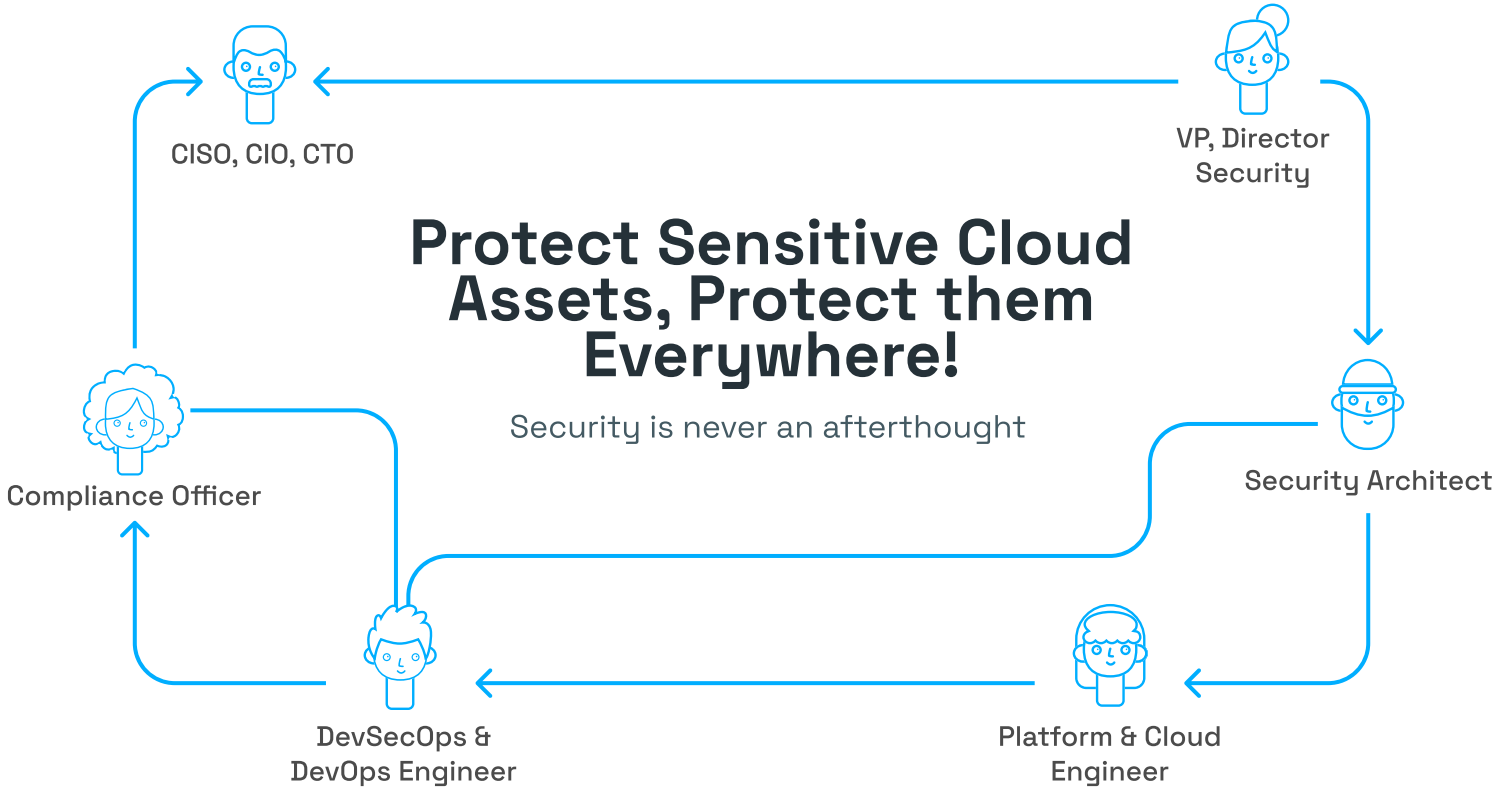 CISO, CIO, CTO
VP, Director
Security
Protect Sensitive Cloud
Assets, Protect them
Everywhere!
Security is never an afterthought
Compliance Officer
Security Architect
DevSecOps &
DevOps Engineer
Platform & Cloud
Engineer